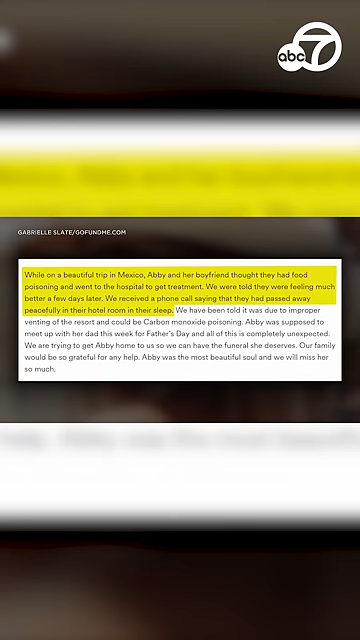 abc 7
GABRIELLE SLATE/GOFUNDME.COM
While on a beautiful trip in Mexico, Abby and her boyfriend thought they had food
poisoning and went to the hospital to get treatment. We were told they were feeling much
better a few days later. We received a phone call saying that they had passed away
peacefully in their hotel room in their sleep. We have been told it was due to improper
venting of the resort and could be Carbon monoxide poisoning. Abby was supposed to
meet up with her dad this week for Father's Day and all of this is completely unexpected.
We are trying to get Abby home to us so we can have the funeral she deserves. Our family
would be so grateful for any help. Abby was the most beautiful soul and we will miss her
so much.